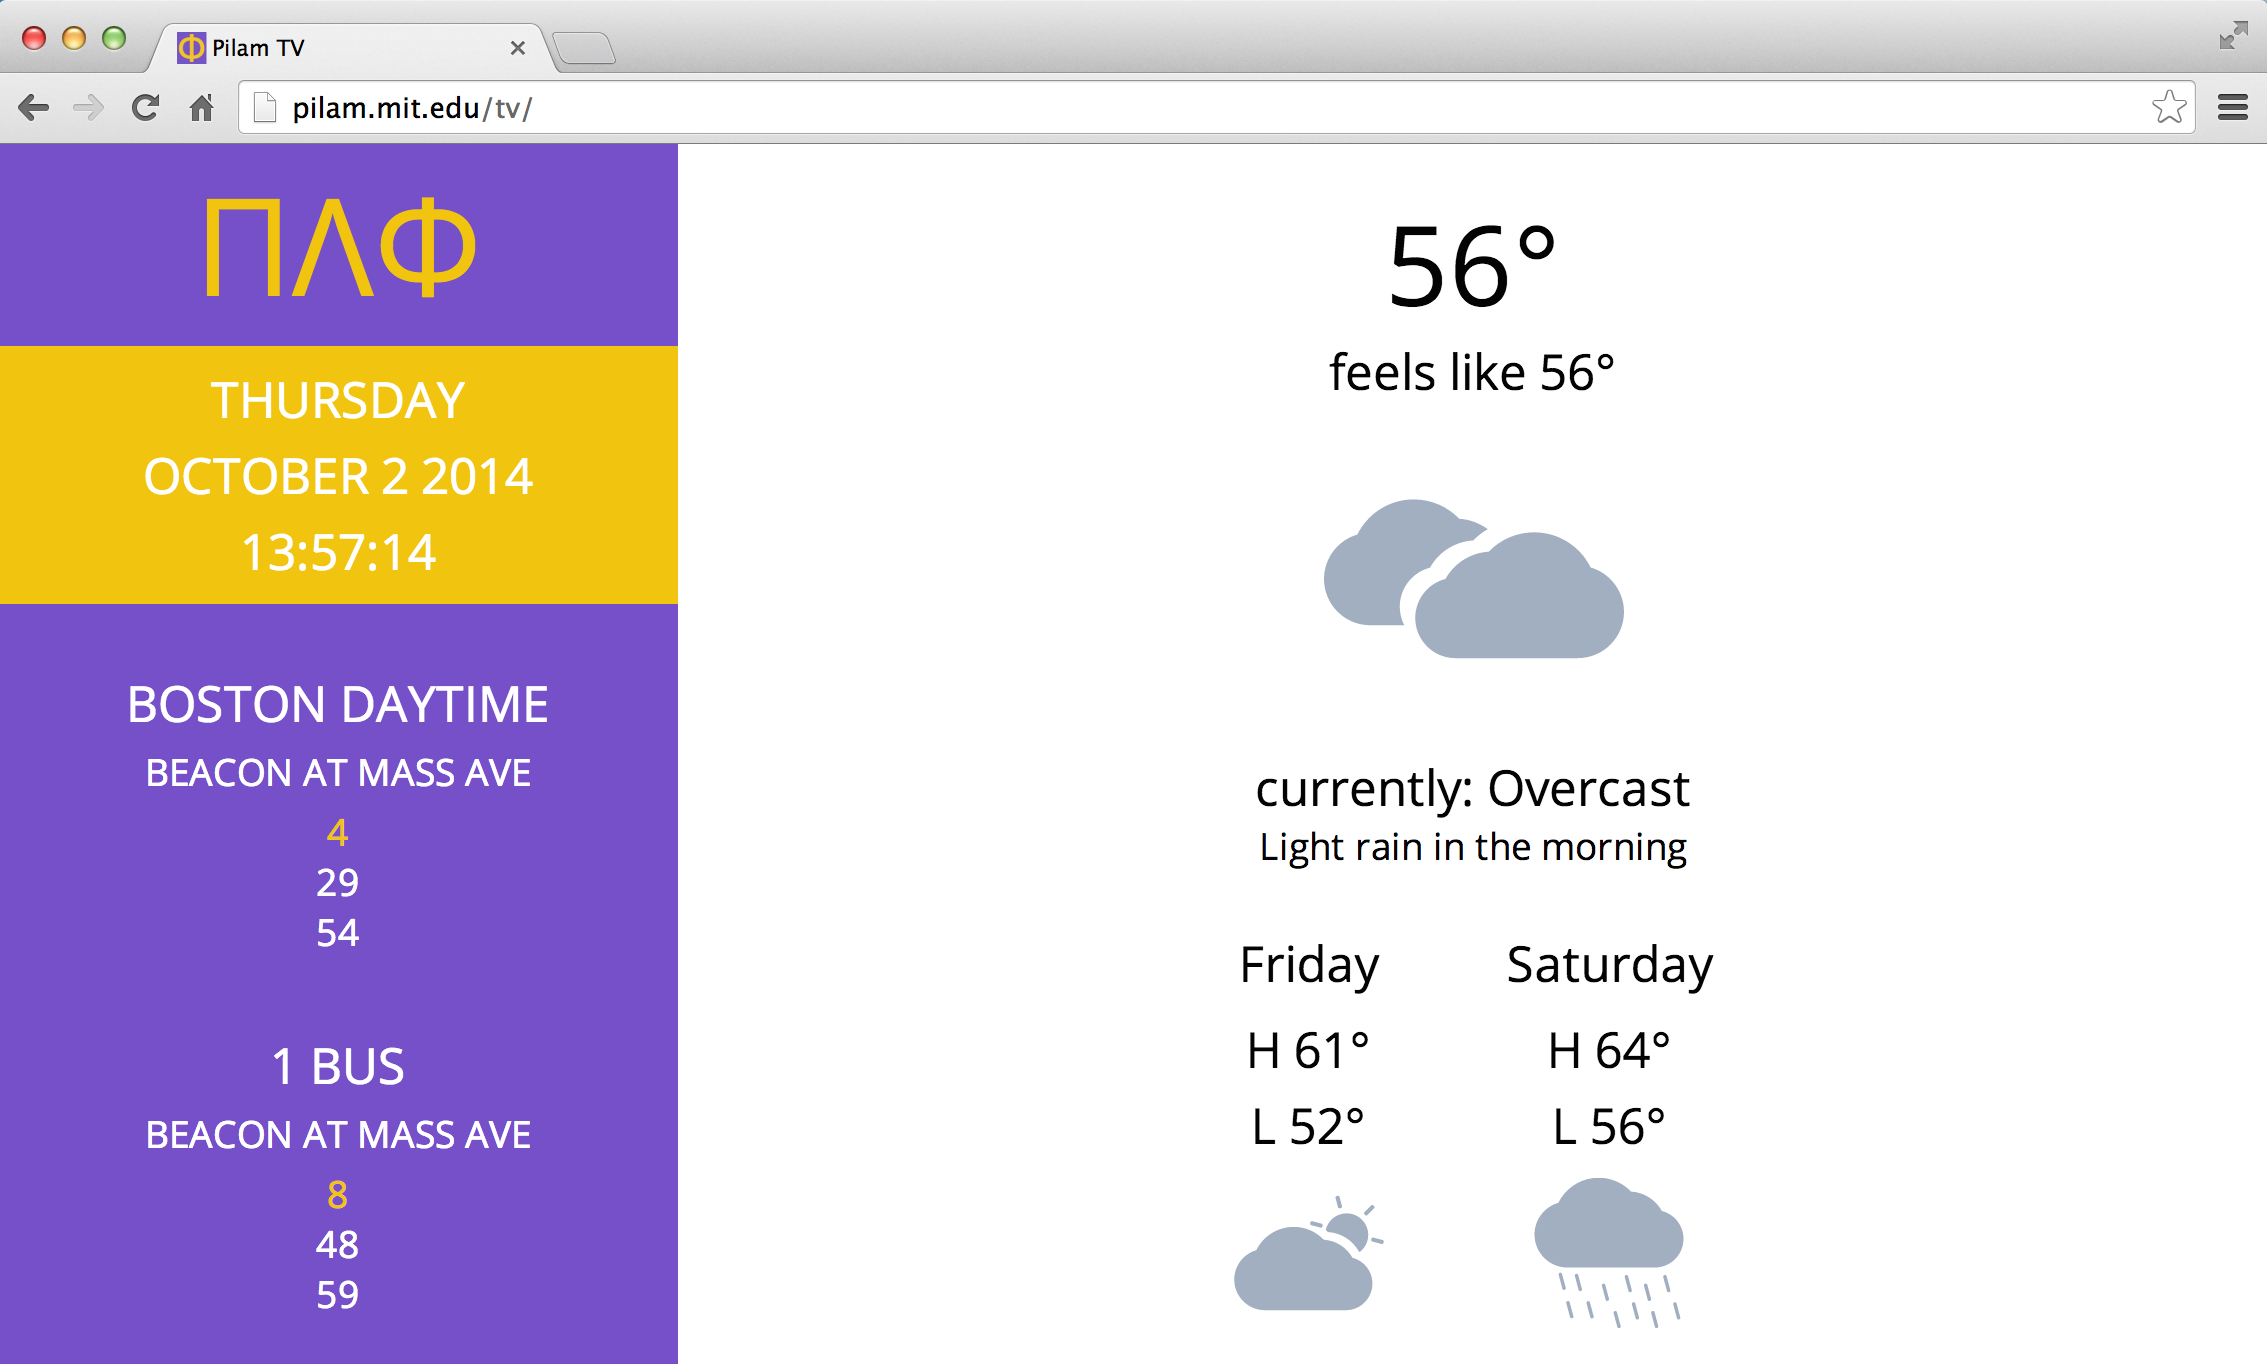 Pilam TV
pilam.mit.edu/tv/
ΠΛΦ
THURSDAY
OCTOBER 2 2014
13:57:14
BOSTON DAYTIME
BEACON AT MASS AVE
4
29
54
1 BUS
BEACON AT MASS AVE
8
48
59
56°
feels like 56°
currently: Overcast
Light rain in the morning
Friday
H 61°
L 52°
Saturday
H 64°
L 56°